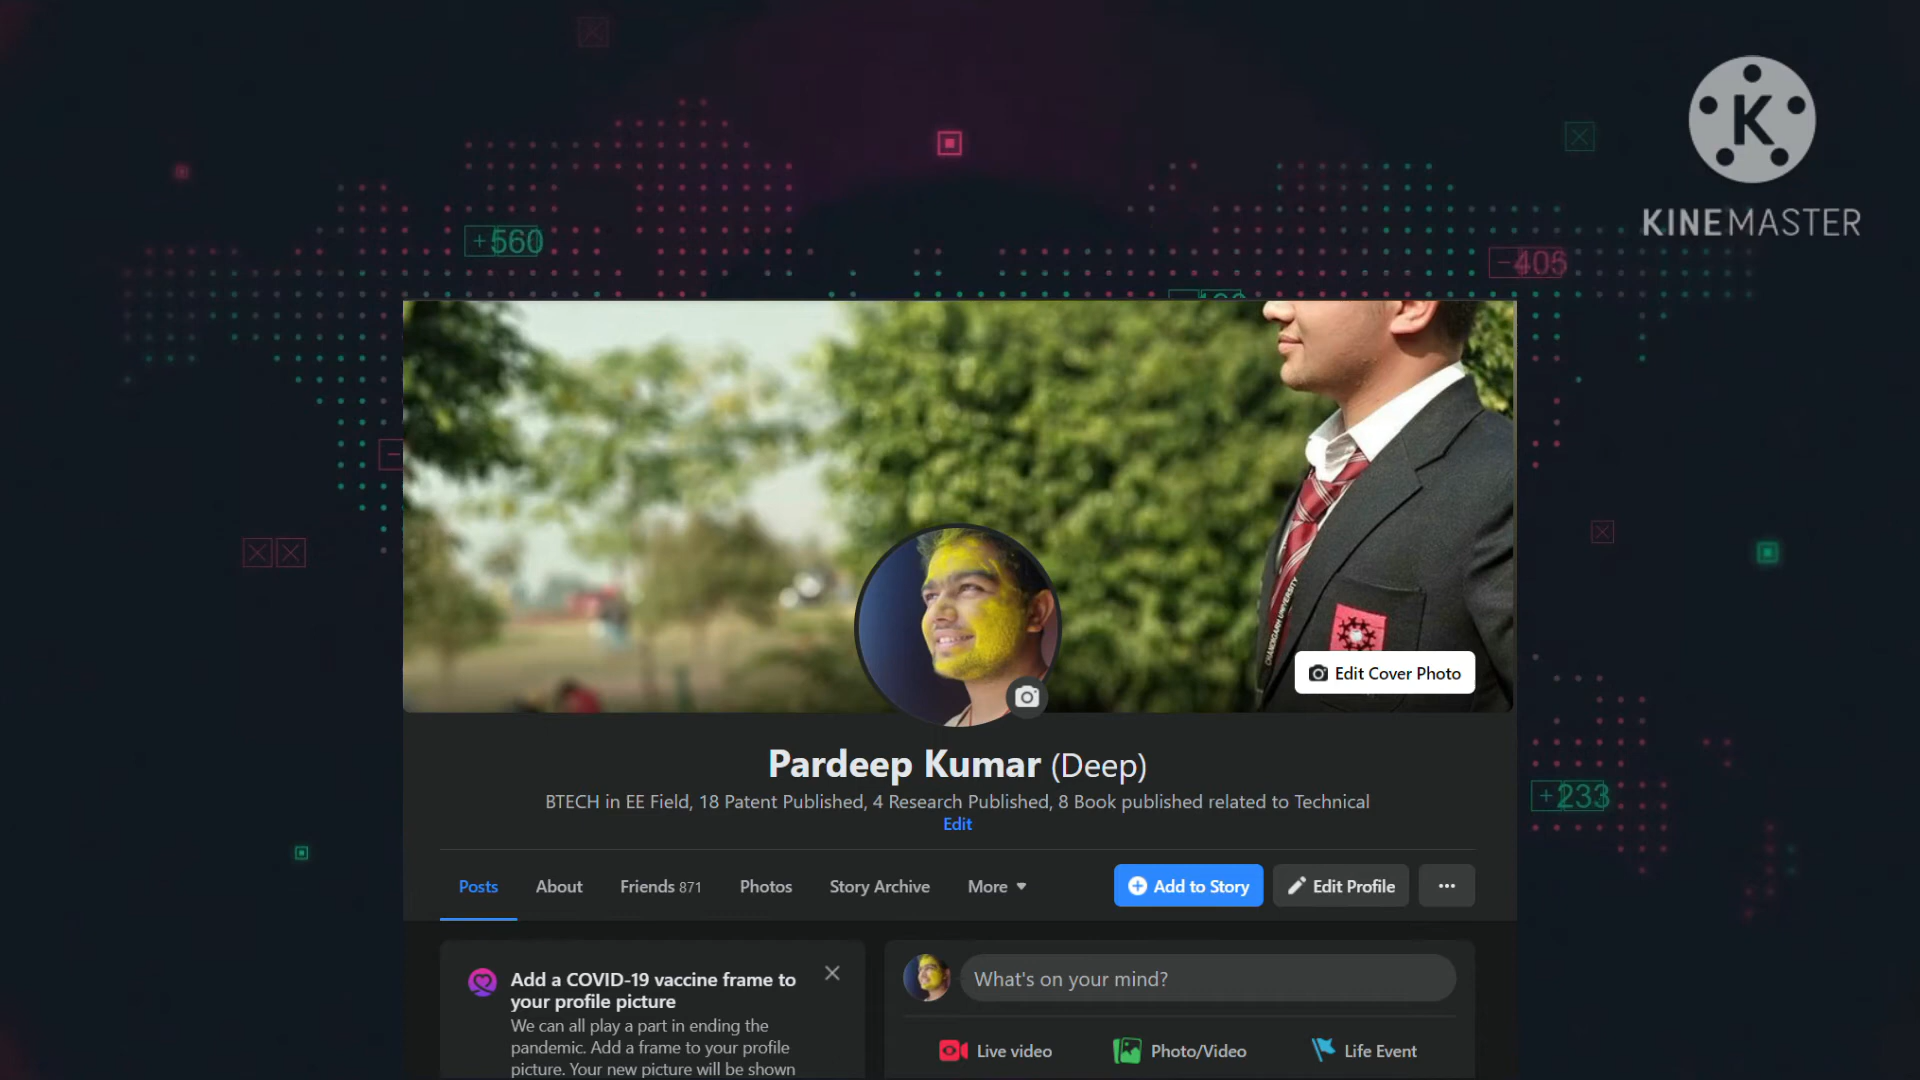 K
KINEMASTER
+560
-405
CHANDIGARH UNIVERSITY
Edit Cover Photo
Pardeep Kumar (Deep)
BTECH in EE Field, 18 Patent Published, 4 Research Published, 8 Book published related to Technical
Edit
+233
Posts About Friends 871 Photos Story Archive More Add to Story Edit Profile
Add a COVID-19 vaccine frame to
your profile picture
We can all play a part in ending the
pandemic. Add a frame to your profile
picture. Your new picture will be shown
What's on your mind?
Live video Photo/Video Life Event